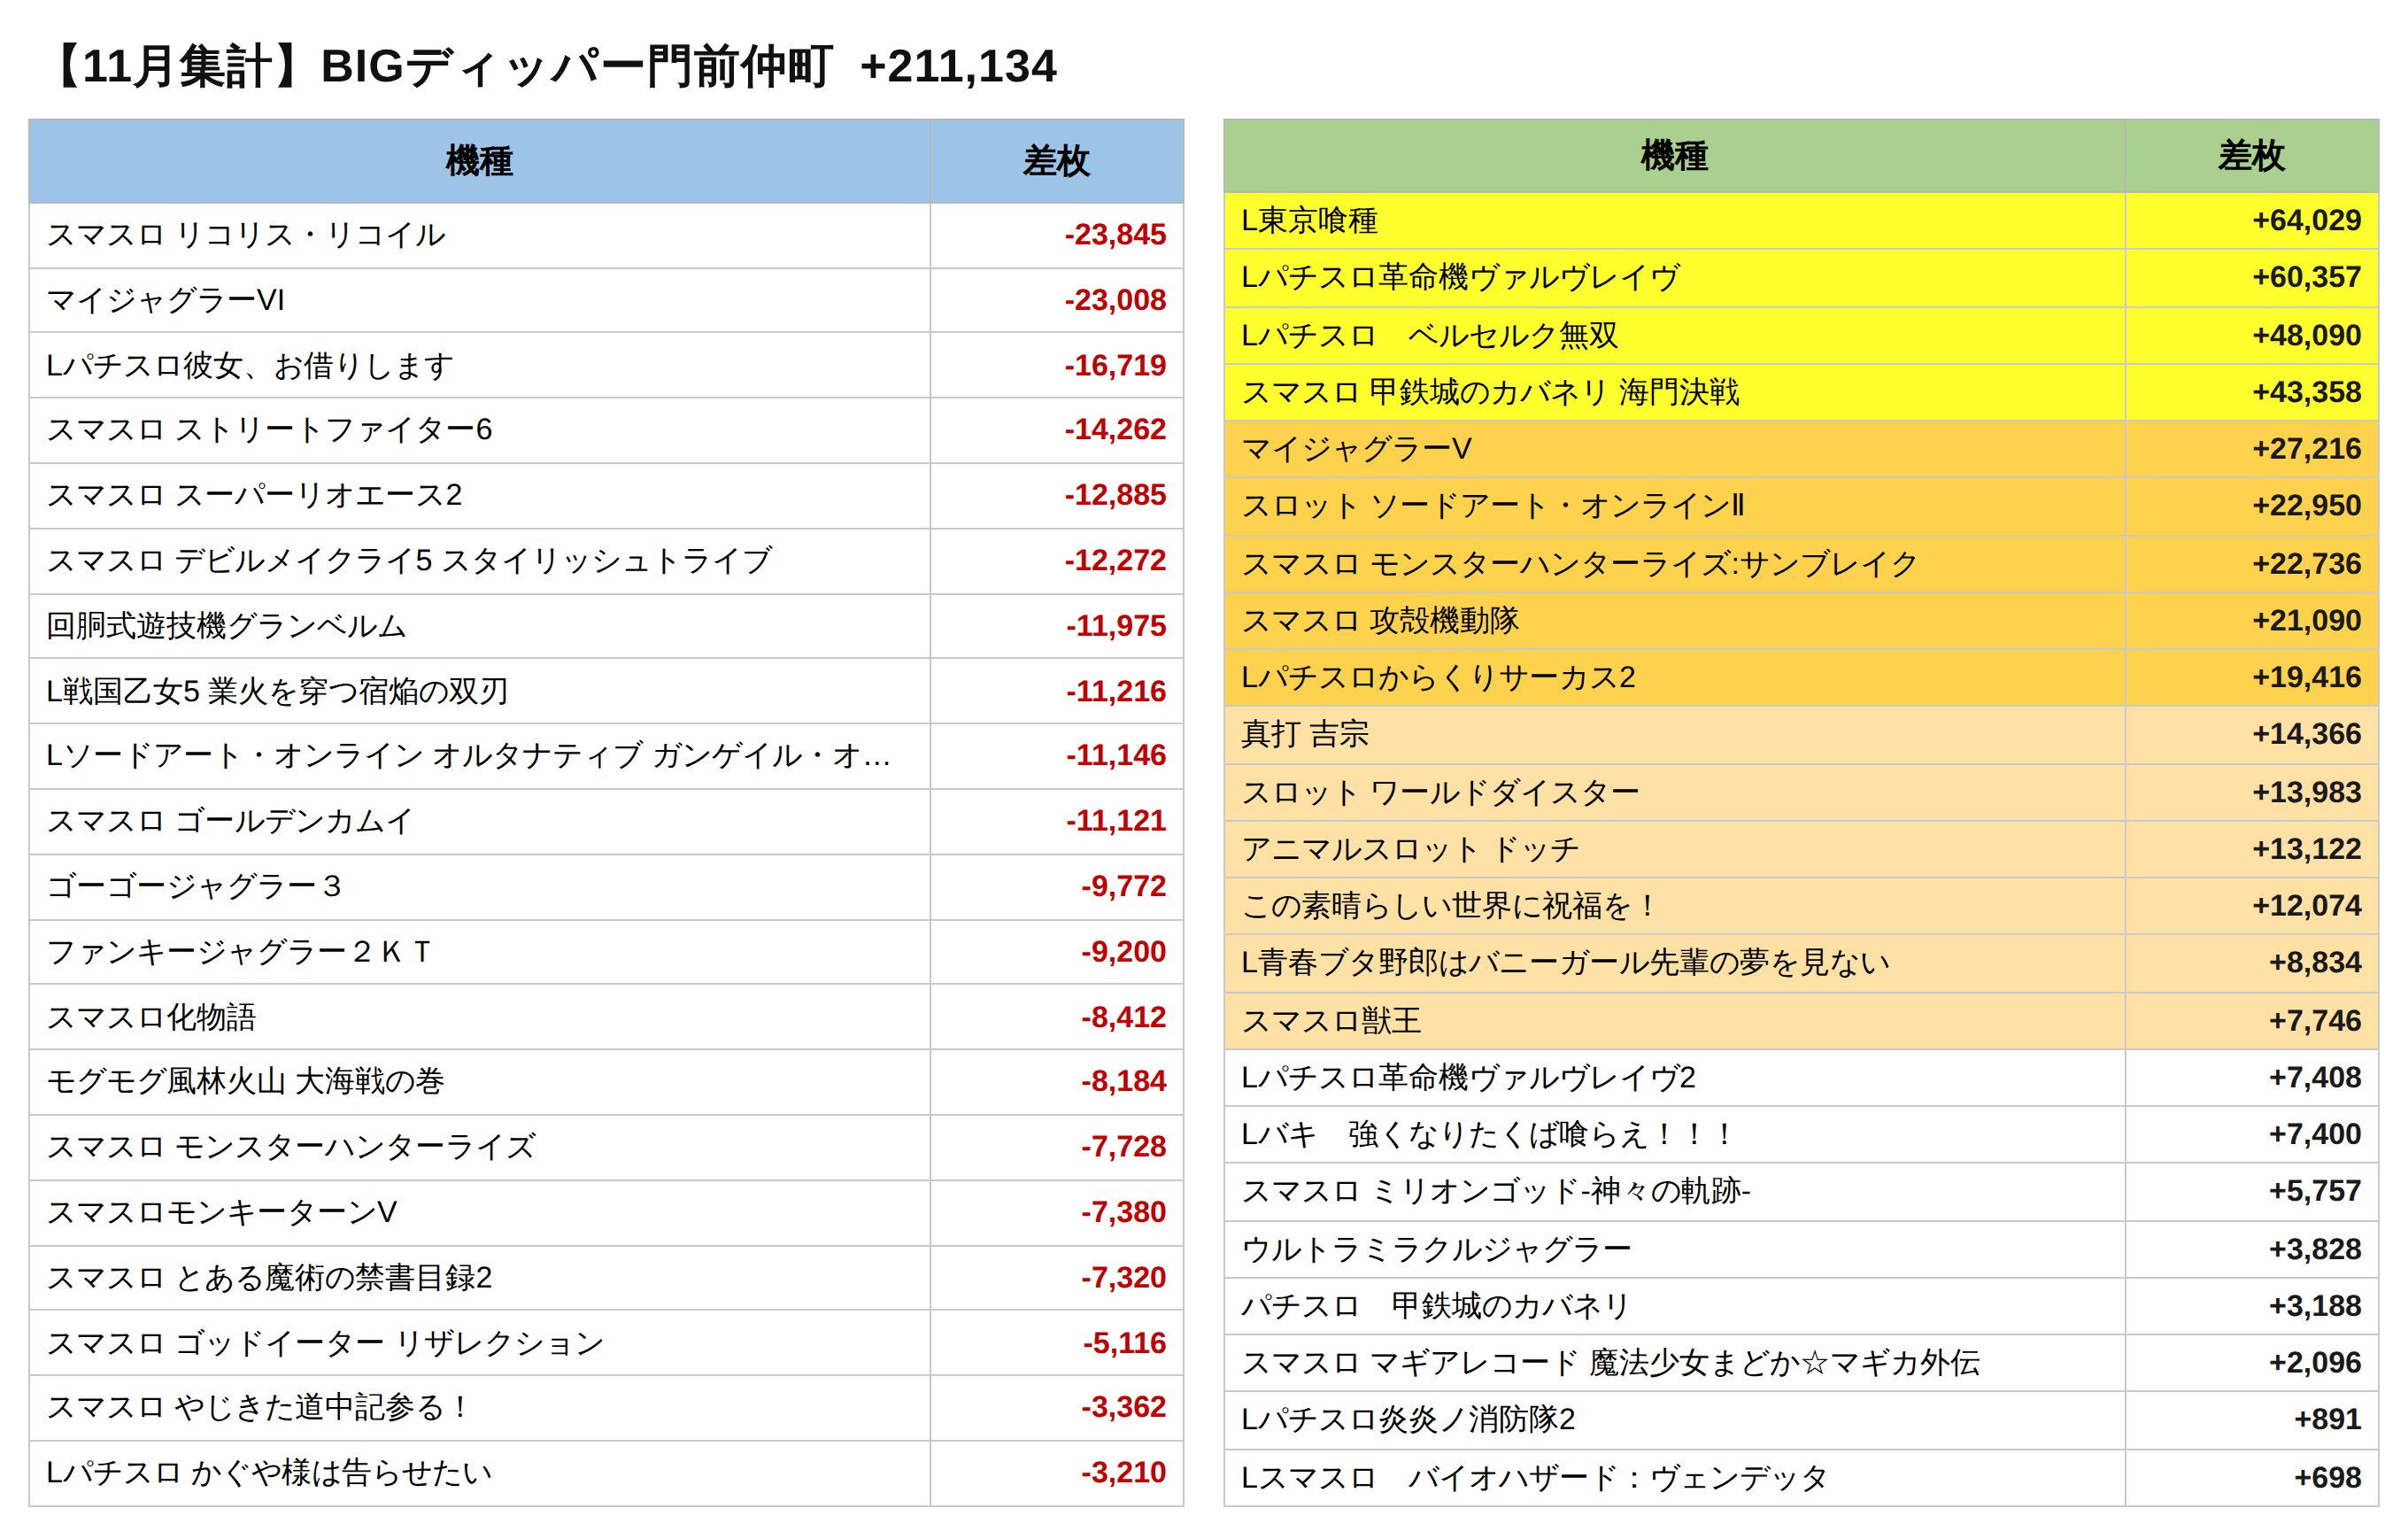 【11月集計】BIGディッパー門前仲町 +211,134
機種 差枚
スマスロ リコリス・リコイル -23,845
マイジャグラーVI -23,008
Lパチスロ彼女、お借りします -16,719
スマスロ ストリートファイター6 -14,262
スマスロ スーパーリオエース2 -12,885
スマスロ デビルメイクライ5 スタイリッシュトライブ -12,272
回胴式遊技機グランベルム -11,975
L戦国乙女5 業火を穿つ宿焔の双刃 -11,216
Lソードアート・オンライン オルタナティブ ガンゲイル・オ… -11,146
スマスロ ゴールデンカムイ -11,121
ゴーゴージャグラー３ -9,772
ファンキージャグラー２ＫＴ -9,200
スマスロ化物語 -8,412
モグモグ風林火山 大海戦の巻 -8,184
スマスロ モンスターハンターライズ -7,728
スマスロモンキーターンV -7,380
スマスロ とある魔術の禁書目録2 -7,320
スマスロ ゴッドイーター リザレクション -5,116
スマスロ やじきた道中記参る！ -3,362
Lパチスロ かぐや様は告らせたい -3,210
機種 差枚
L東京喰種 +64,029
Lパチスロ革命機ヴァルヴレイヴ +60,357
Lパチスロ　ベルセルク無双 +48,090
スマスロ 甲鉄城のカバネリ 海門決戦 +43,358
マイジャグラーV +27,216
スロット ソードアート・オンラインⅡ +22,950
スマスロ モンスターハンターライズ:サンブレイク +22,736
スマスロ 攻殻機動隊 +21,090
Lパチスロからくりサーカス2 +19,416
真打 吉宗 +14,366
スロット ワールドダイスター +13,983
アニマルスロット ドッチ +13,122
この素晴らしい世界に祝福を！ +12,074
L青春ブタ野郎はバニーガール先輩の夢を見ない +8,834
スマスロ獣王 +7,746
Lパチスロ革命機ヴァルヴレイヴ2 +7,408
Lバキ　強くなりたくば喰らえ！！！ +7,400
スマスロ ミリオンゴッド-神々の軌跡- +5,757
ウルトラミラクルジャグラー +3,828
パチスロ　甲鉄城のカバネリ +3,188
スマスロ マギアレコード 魔法少女まどか☆マギカ外伝 +2,096
Lパチスロ炎炎ノ消防隊2 +891
Lスマスロ　バイオハザード：ヴェンデッタ +698